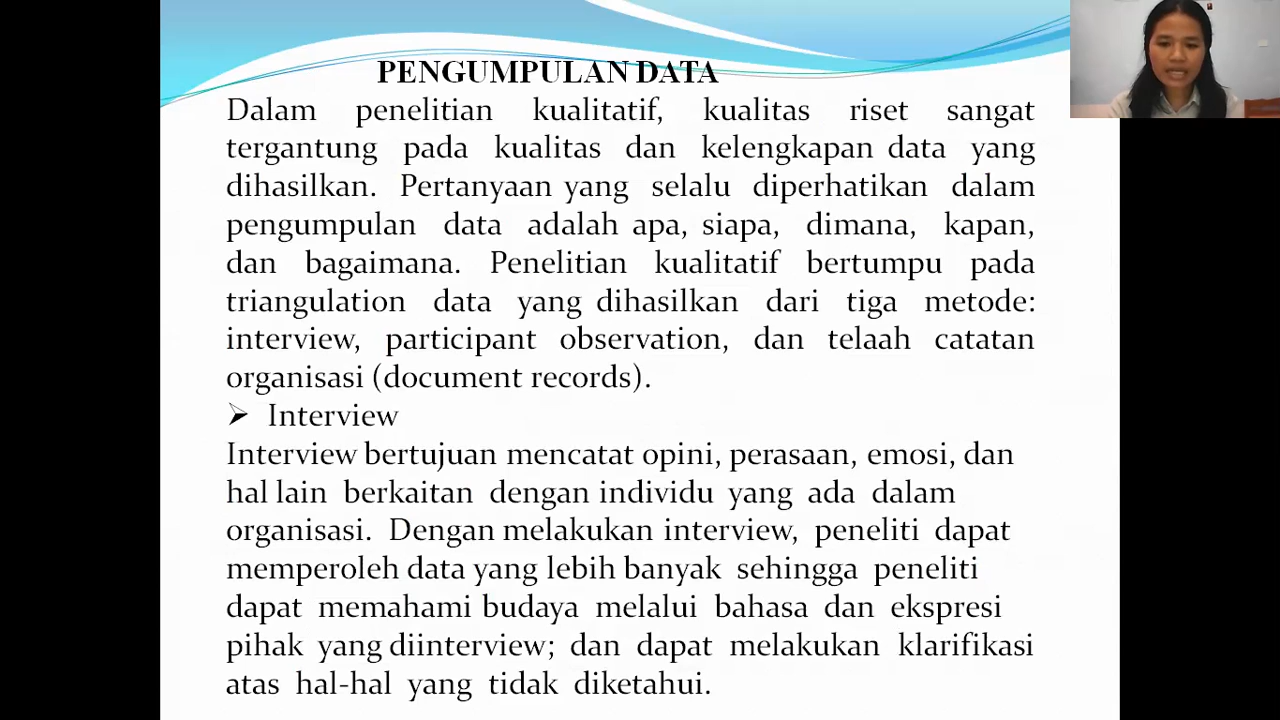 PENGUMPULAN DATA
Dalam penelitian kualitatif, kualitas riset sangat
tergantung pada kualitas dan kelengkapan data yang
dihasilkan. Pertanyaan yang selalu diperhatikan dalam
pengumpulan data adalah apa, siapa, dimana, kapan,
dan bagaimana. Penelitian kualitatif bertumpu pada
triangulation data yang dihasilkan dari tiga metode:
interview, participant observation, dan telaah catatan
organisasi (document records).
➢ Interview
Interview bertujuan mencatat opini, perasaan, emosi, dan
hal lain berkaitan dengan individu yang ada dalam
organisasi. Dengan melakukan interview, peneliti dapat
memperoleh data yang lebih banyak sehingga peneliti
dapat memahami budaya melalui bahasa dan ekspresi
pihak yang diinterview; dan dapat melakukan klarifikasi
atas hal-hal yang tidak diketahui.